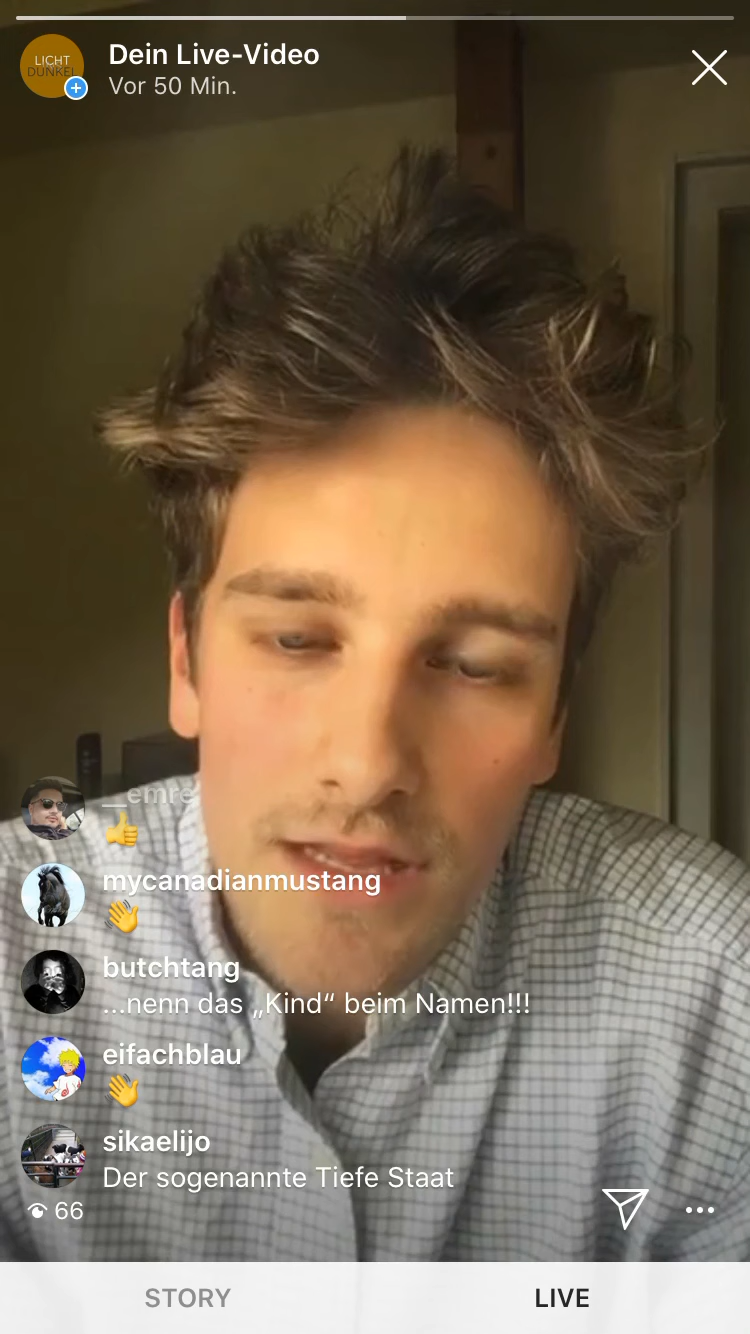 LICHT
DUNKEL
Dein Live-Video
Vor 50 Min.
__emre
👍
mycanadianmustang
👋
butchtang
...nenn das „Kind“ beim Namen!!!
eifachblau
👋
sikaelijo
Der sogenannte Tiefe Staat
66
STORY
LIVE